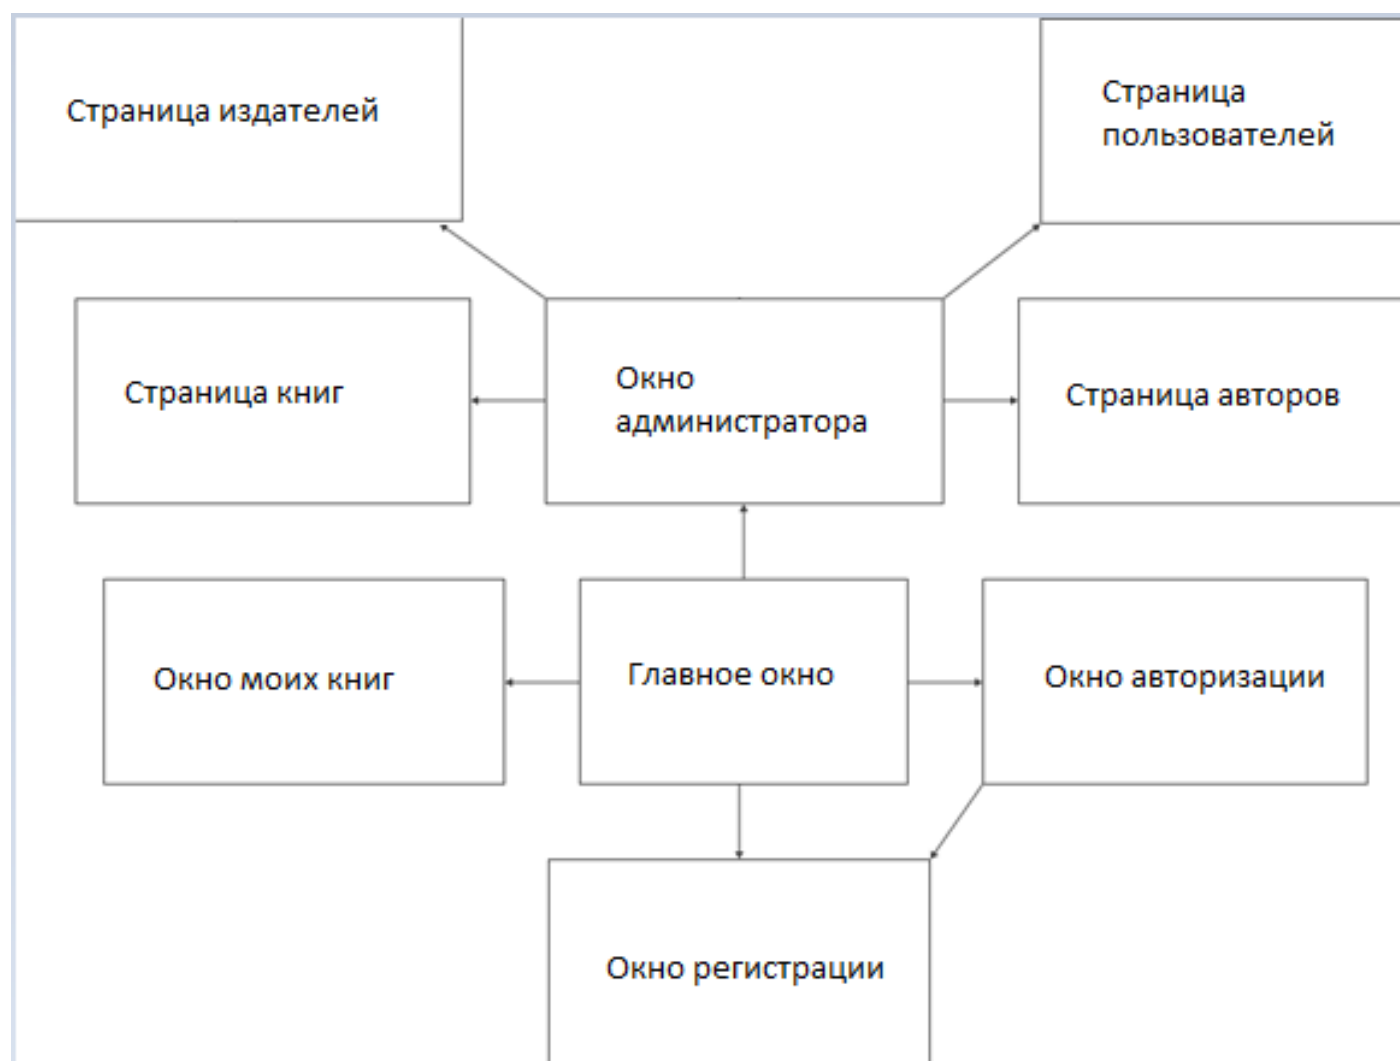 Страница издателей
Страница
пользователей
Страница книг
Окно
администратора
Страница авторов
Окно моих книг
Главное окно
Окно авторизации
Окно регистрации